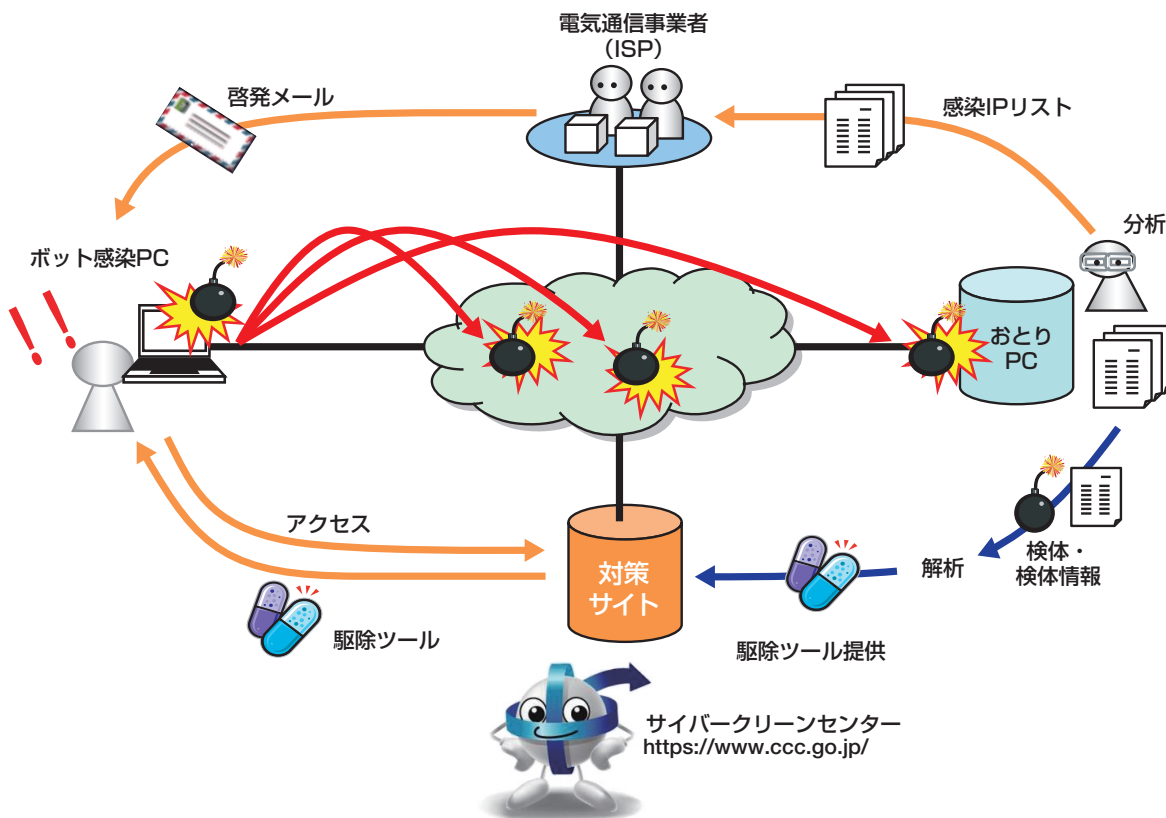 電気通信事業者
（ISP）
啓発メール
感染IPリスト
分析
ボット感染PC
おとり
PC
アクセス
対策
サイト
解析
検体・
検体情報
駆除ツール
駆除ツール提供
サイバークリーンセンター
https://www.ccc.go.jp/